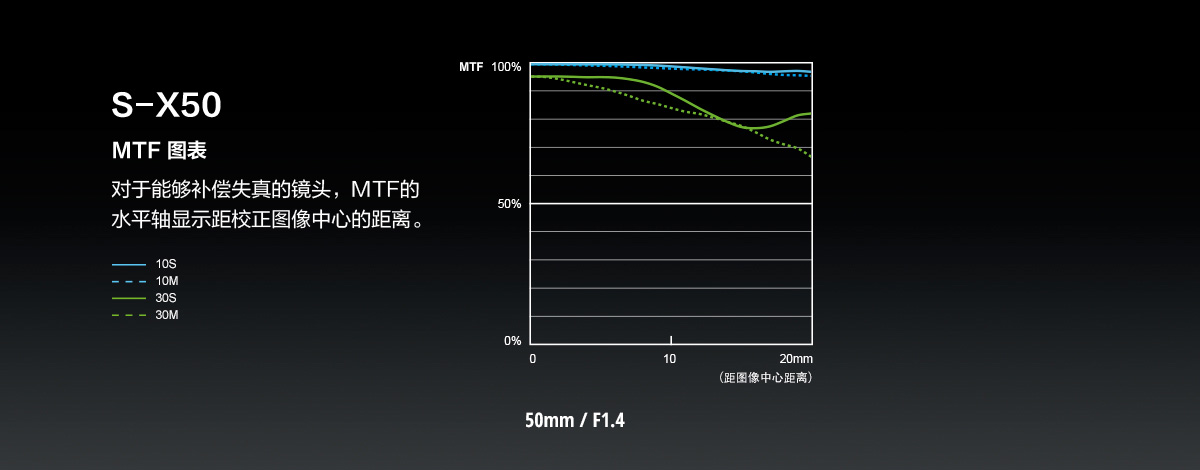 S-X50
MTF 图表
对于能够补偿失真的镜头，MTF的
水平轴显示距校正图像中心的距离。
10S
10M
30S
30M
MTF 100%
50%
0%
0 10 20mm
（距图像中心距离）
50mm / F1.4